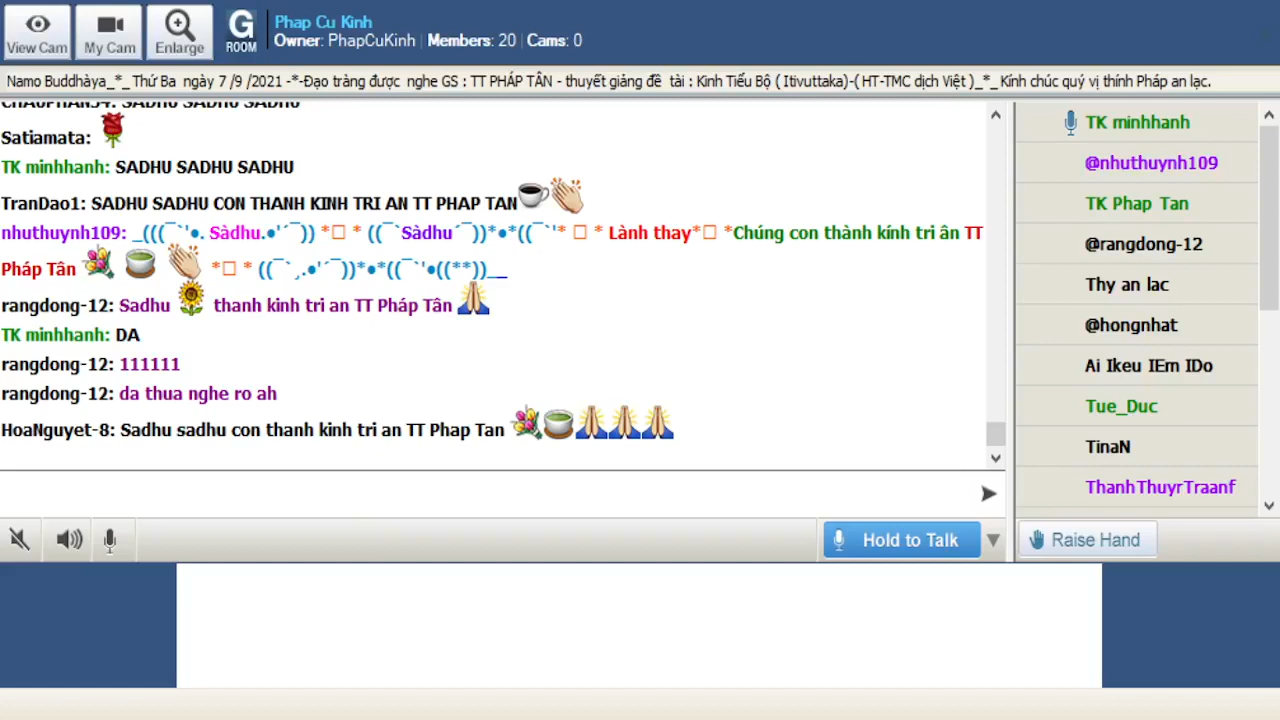 Phap Cu Kinh
Owner: PhapCuKinh | Members: 20 | Cams: 0
View Cam
My Cam
Enlarge
G
ROOM
Namo Buddhàya_*_ Thứ Ba ngày 7 /9 /2021 -*-Đạo tràng được nghe GS : TT PHÁP TÂN - thuyết giảng đề tài : Kinh Tiểu Bộ ( Itivuttaka)-( HT-TMC dịch Việt )_*_ Kính chúc quý vị thính Pháp an lạc.
CHAUPHAN54: SADHU SADHU SADHU
Satiamata:
TK minhhanh: SADHU SADHU SADHU
TranDao1: SADHU SADHU CON THANH KINH TRI AN TT PHAP TAN
nhuthuynh109: _(((¯`'•. Sàdhu.•'´¯)) * * ((¯`Sàdhu´¯))*•*((¯`'* * Lành thay* *Chúng con thành kính tri ân TT
Pháp Tân * * ((¯`¸.•'´¯))*•*((¯`'•((**))__
rangdong-12: Sadhu thanh kinh tri an TT Pháp Tân
TK minhhanh: DA
rangdong-12: 111111
rangdong-12: da thua nghe ro ah
HoaNguyet-8: Sadhu sadhu con thanh kinh tri an TT Phap Tan
TK minhhanh
@nhuthuynh109
TK Phap Tan
@rangdong-12
Thy an lac
@hongnhat
Ai Ikeu IEm IDo
Tue_Duc
TinaN
ThanhThuyrTraanf
Hold to Talk
Raise Hand